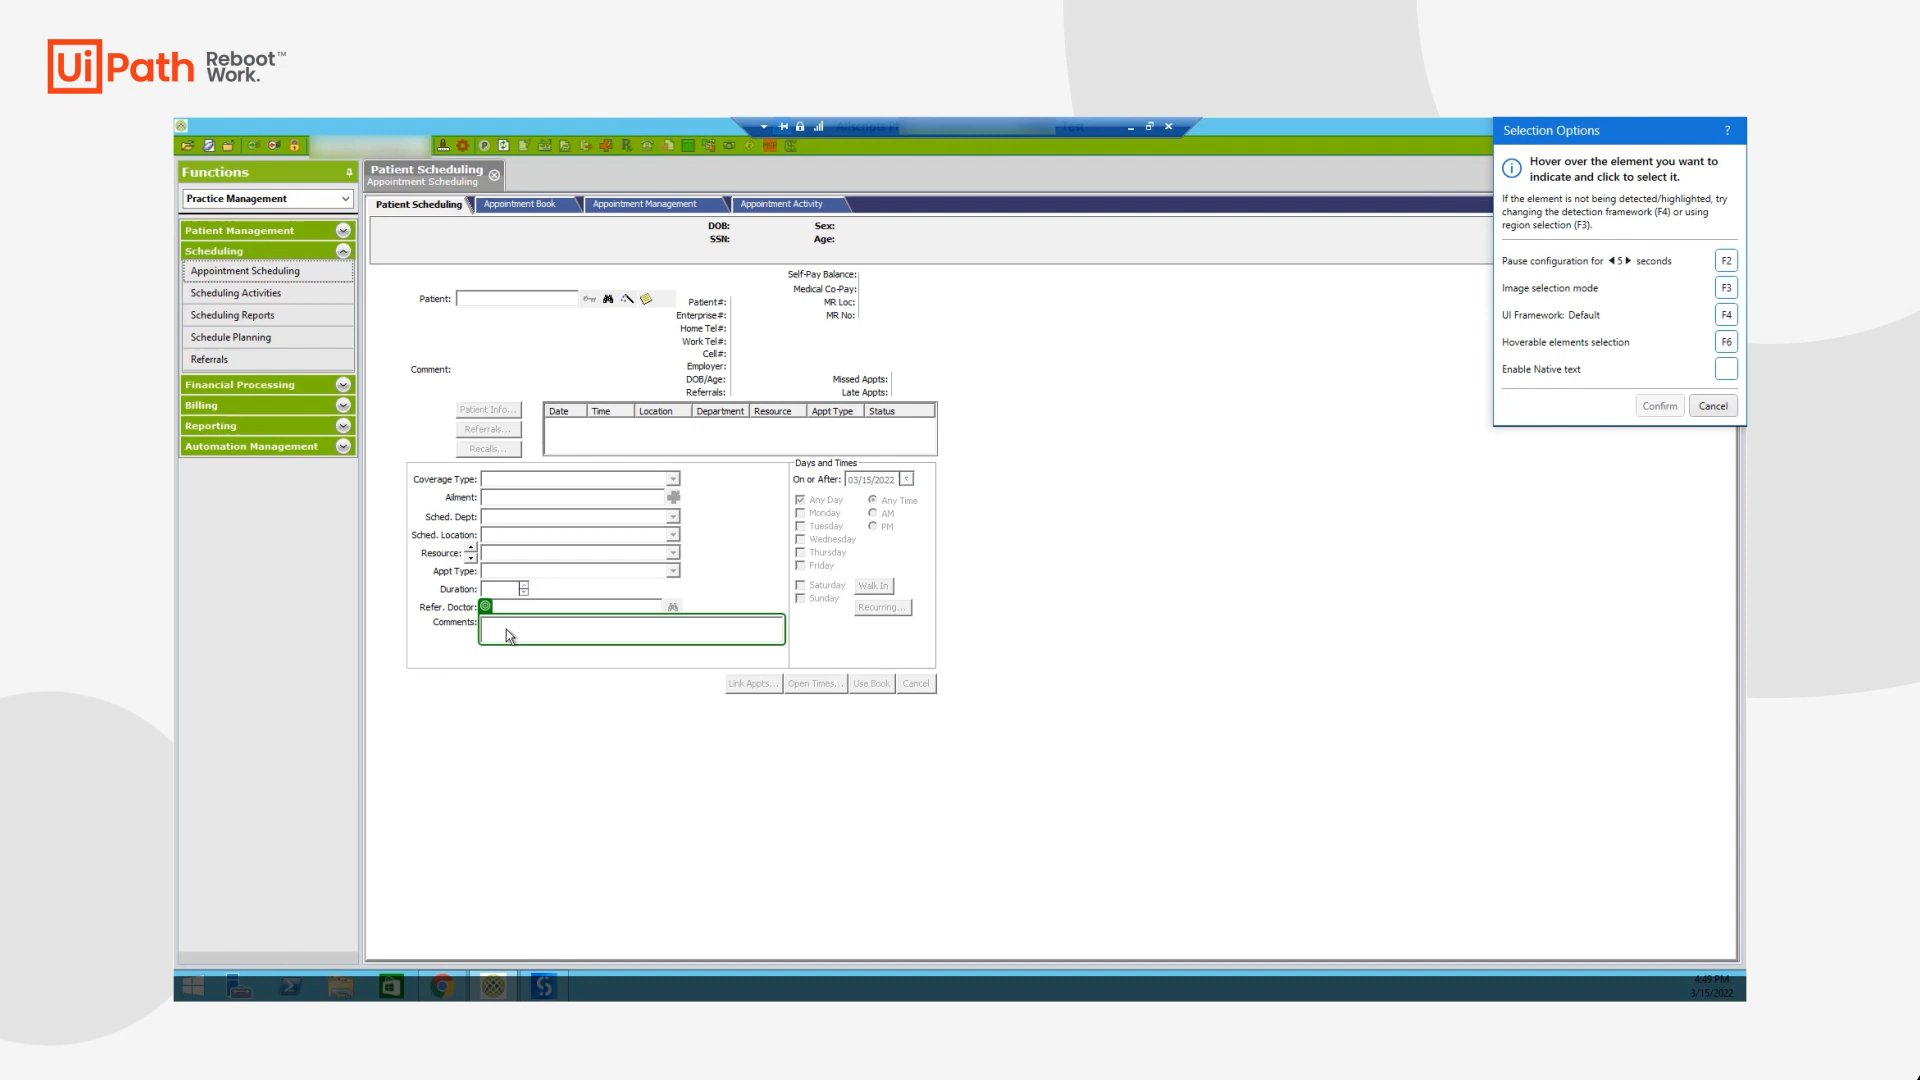 UiPath Reboot™
Work.
Selection Options ?
Hover over the element you want to
indicate and click to select it.
If the element is not being detected/highlighted, try
changing the detection framework (F4) or using
region selection (F3).
Pause configuration for 5 seconds F2
Image selection mode F3
UI Framework: Default F4
Hoverable elements selection F6
Enable Native text
Confirm Cancel
Functions
Practice Management
Patient Management
Scheduling
Appointment Scheduling
Scheduling Activities
Scheduling Reports
Schedule Planning
Referrals
Financial Processing
Billing
Reporting
Automation Management
Patient Scheduling
Appointment Scheduling
Patient Scheduling Appointment Book Appointment Management Appointment Activity
DOB: Sex:
SSN: Age:
Self-Pay Balance:
Medical Co-Pay:
MR Loc:
MR No:
Patient:
Patient#:
Enterprise#:
Home Tel#:
Work Tel#:
Cell#:
Employer:
DOB/Age:
Referrals:
Comment:
Missed Appts:
Late Appts:
Patient Info...
Referrals...
Recalls...
Date Time Location Department Resource Appt Type Status
Coverage Type:
Ailment:
Sched. Dept:
Sched. Location:
Resource:
Appt Type:
Duration:
Refer. Doctor:
Comments:
Days and Times
On or After: 03/15/2022
Any Day Any Time
Monday AM
Tuesday PM
Wednesday
Thursday
Friday
Saturday Walk In
Sunday Recurring...
Link Appts... Open Times... Use Book Cancel
4:49 PM
3/15/2022